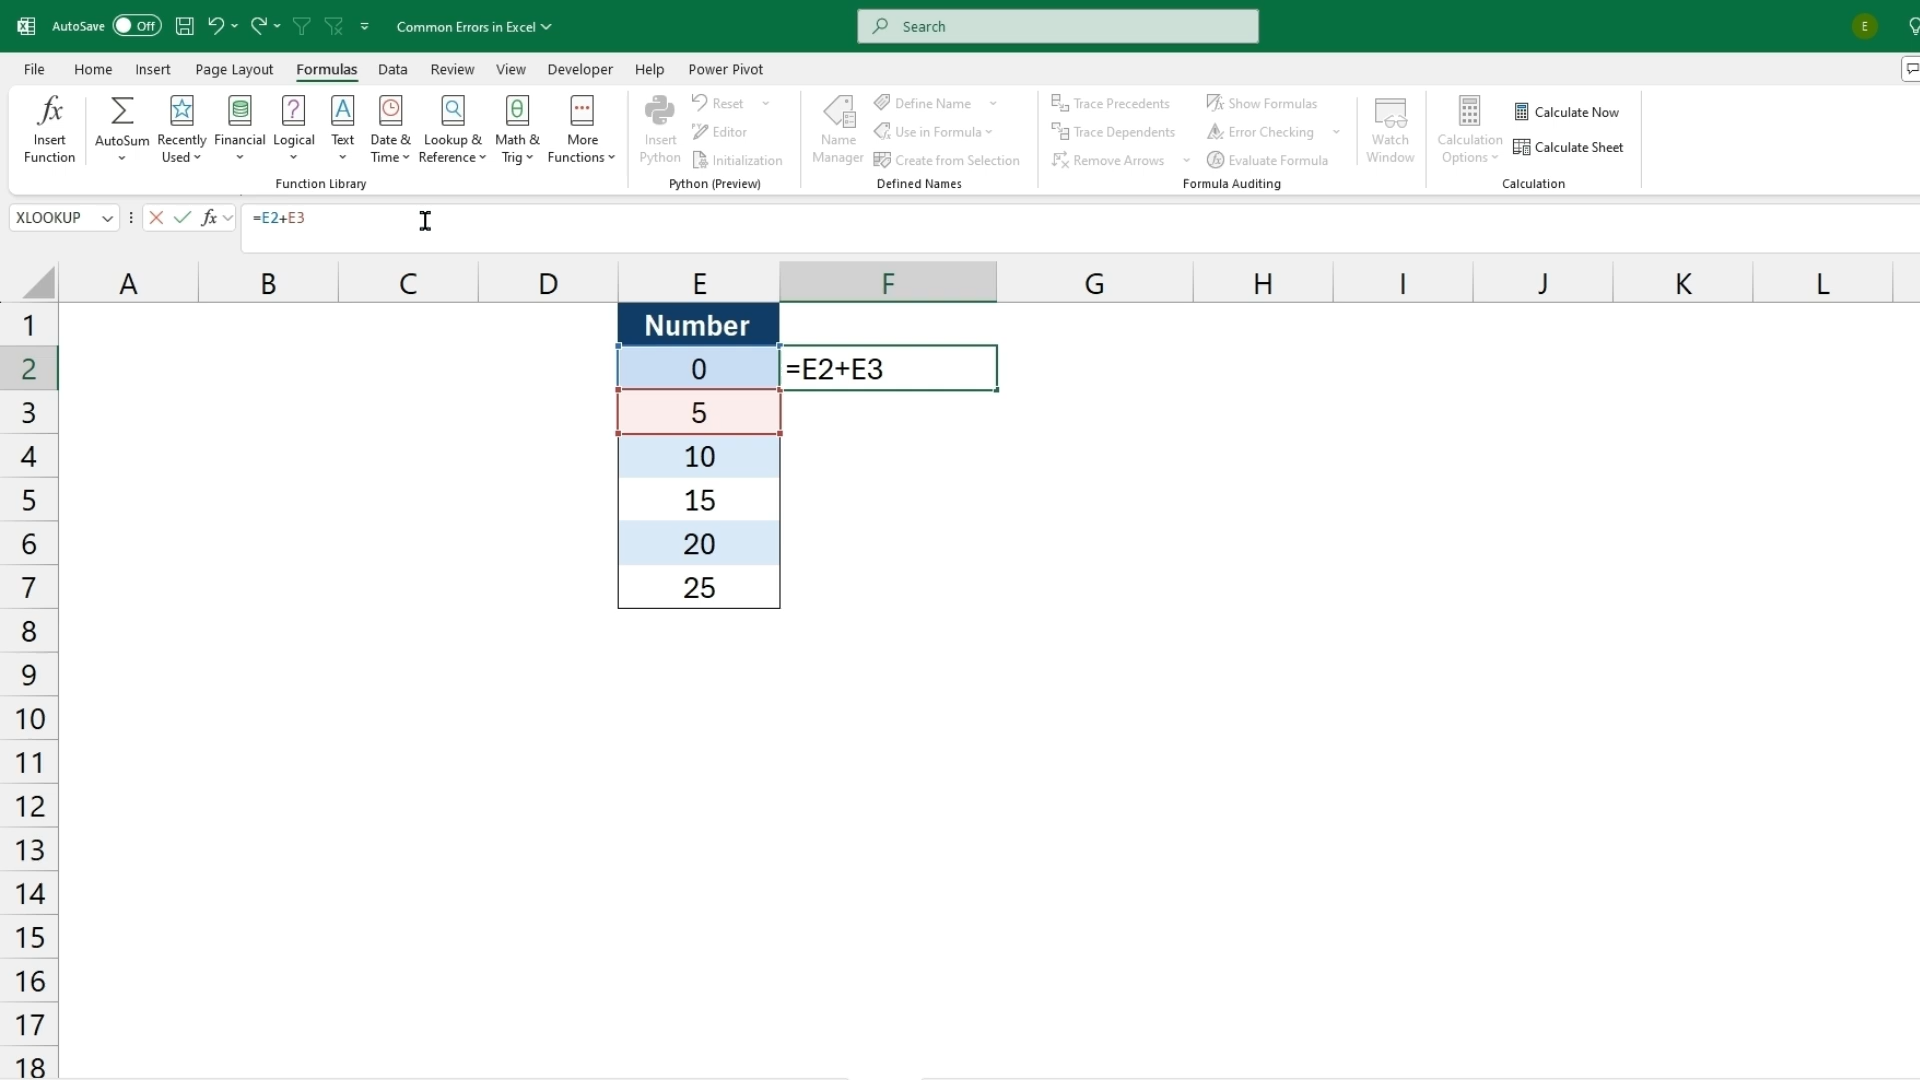 AutoSave Off Common Errors in Excel Search E
File Home Insert Page Layout Formulas Data Review View Developer Help Power Pivot
fx Insert Function
AutoSum
Recently Used
Financial
Logical
Text
Date & Time
Lookup & Reference
Math & Trig
More Functions
Function Library
Insert Python
Reset
Editor
Initialization
Python (Preview)
Name Manager
Define Name
Use in Formula
Create from Selection
Defined Names
Trace Precedents
Trace Dependents
Remove Arrows
Show Formulas
Error Checking
Evaluate Formula
Formula Auditing
Watch Window
Calculation Options
Calculate Now
Calculate Sheet
Calculation
XLOOKUP fx =E2+E3
A B C D E F G H I J K L
1 Number
2 0 =E2+E3
3 5
4 10
5 15
6 20
7 25
8
9
10
11
12
13
14
15
16
17
18